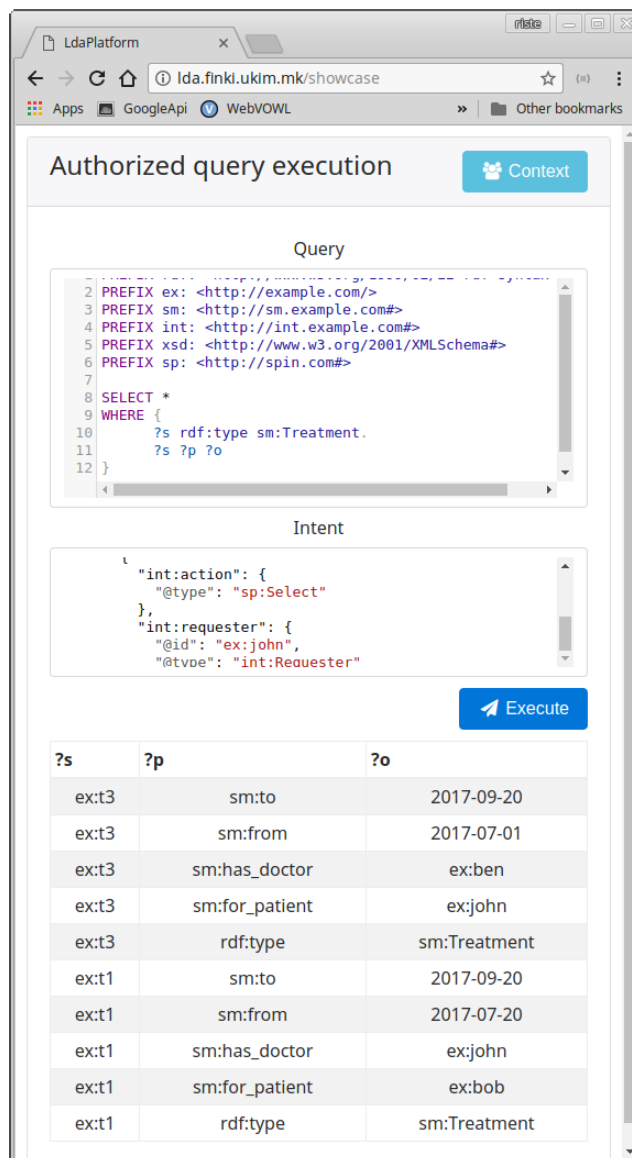 riste
LdaPlatform
lda.finki.ukim.mk/showcase
Apps GoogleApi WebVOWL » Other bookmarks
Authorized query execution Context
Query
2 PREFIX ex: <http://example.com/>
3 PREFIX sm: <http://sm.example.com#>
4 PREFIX int: <http://int.example.com#>
5 PREFIX xsd: <http://www.w3.org/2001/XMLSchema#>
6 PREFIX sp: <http://spin.com#>
7
8 SELECT *
9 WHERE {
10 ?s rdf:type sm:Treatment.
11 ?s ?p ?o
12 }
Intent
{
"int:action": {
"@type": "sp:Select"
},
"int:requester": {
"@id": "ex:john",
"@type": "int:Requester"
Execute
?s ?p ?o
ex:t3 sm:to 2017-09-20
ex:t3 sm:from 2017-07-01
ex:t3 sm:has_doctor ex:ben
ex:t3 sm:for_patient ex:john
ex:t3 rdf:type sm:Treatment
ex:t1 sm:to 2017-09-20
ex:t1 sm:from 2017-07-20
ex:t1 sm:has_doctor ex:john
ex:t1 sm:for_patient ex:bob
ex:t1 rdf:type sm:Treatment